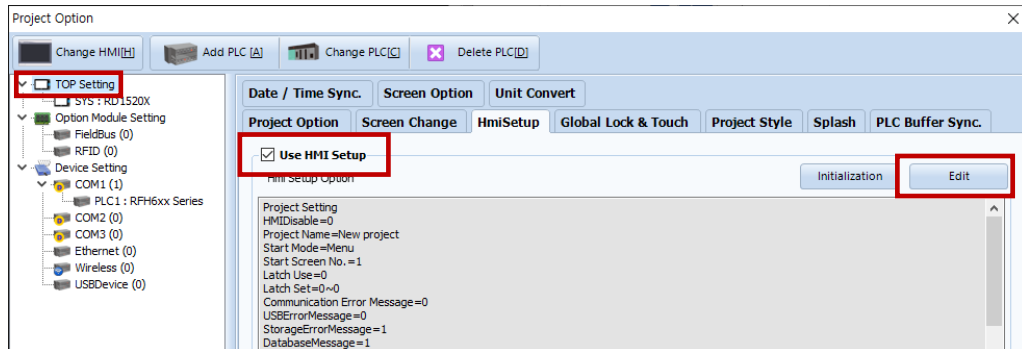 Project Option
Change HMI[H] Add PLC [A] Change PLC[C] Delete PLC[D]
TOP Setting
SYS : RD1520X
Option Module Setting
FieldBus (0)
RFID (0)
Device Setting
COM1 (1)
PLC1 : RFH6xx Series
COM2 (0)
COM3 (0)
Ethernet (0)
Wireless (0)
USBDevice (0)
Date / Time Sync. Screen Option Unit Convert
Project Option Screen Change HmiSetup Global Lock & Touch Project Style Splash PLC Buffer Sync.
Use HMI Setup
Hmi Setup Option
Initialization Edit
Project Setting
HMIDisable=0
Project Name=New project
Start Mode=Menu
Start Screen No.=1
Latch Use=0
Latch Set=0~0
Communication Error Message=0
USBErrorMessage=0
StorageErrorMessage=1
DatabaseMessage=1